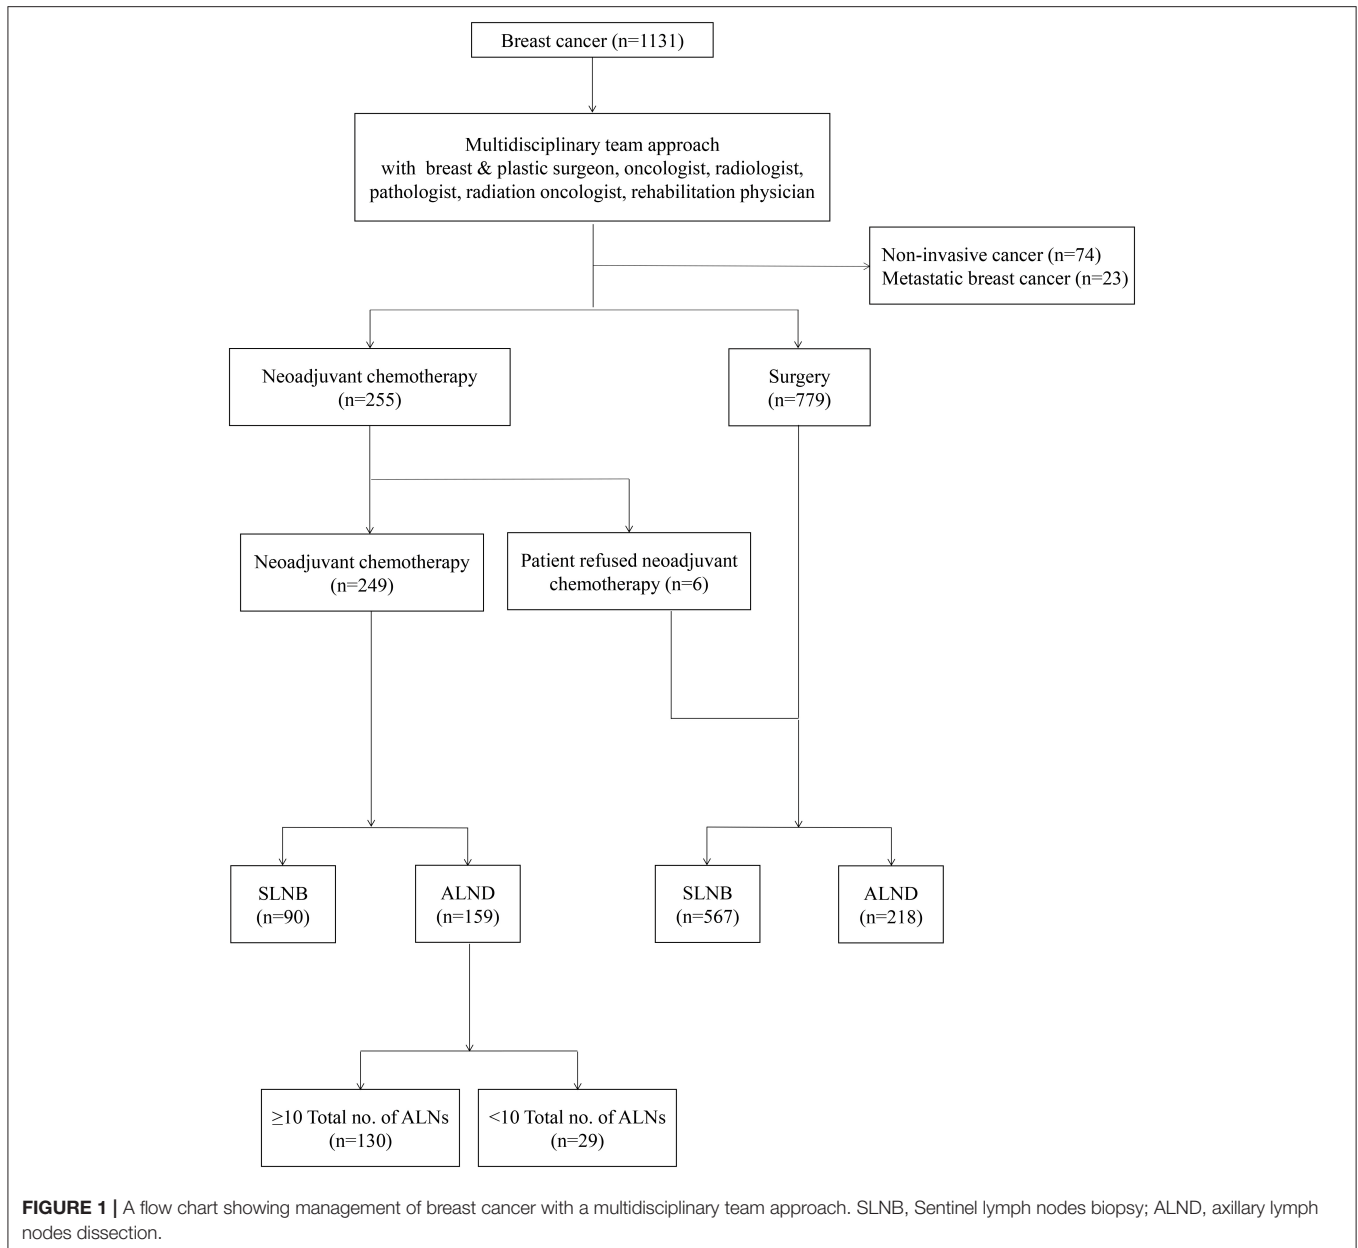 Breast cancer (n=1131)
Multidisciplinary team approach
with breast & plastic surgeon, oncologist, radiologist,
pathologist, radiation oncologist, rehabilitation physician
Non-invasive cancer (n=74)
Metastatic breast cancer (n=23)
Neoadjuvant chemotherapy
(n=255)
Surgery
(n=779)
Neoadjuvant chemotherapy
(n=249)
Patient refused neoadjuvant
chemotherapy (n=6)
SLNB
(n=90)
ALND
(n=159)
SLNB
(n=567)
ALND
(n=218)
≥10 Total no. of ALNs
(n=130)
<10 Total no. of ALNs
(n=29)
FIGURE 1 | A flow chart showing management of breast cancer with a multidisciplinary team approach. SLNB, Sentinel lymph nodes biopsy; ALND, axillary lymph
nodes dissection.